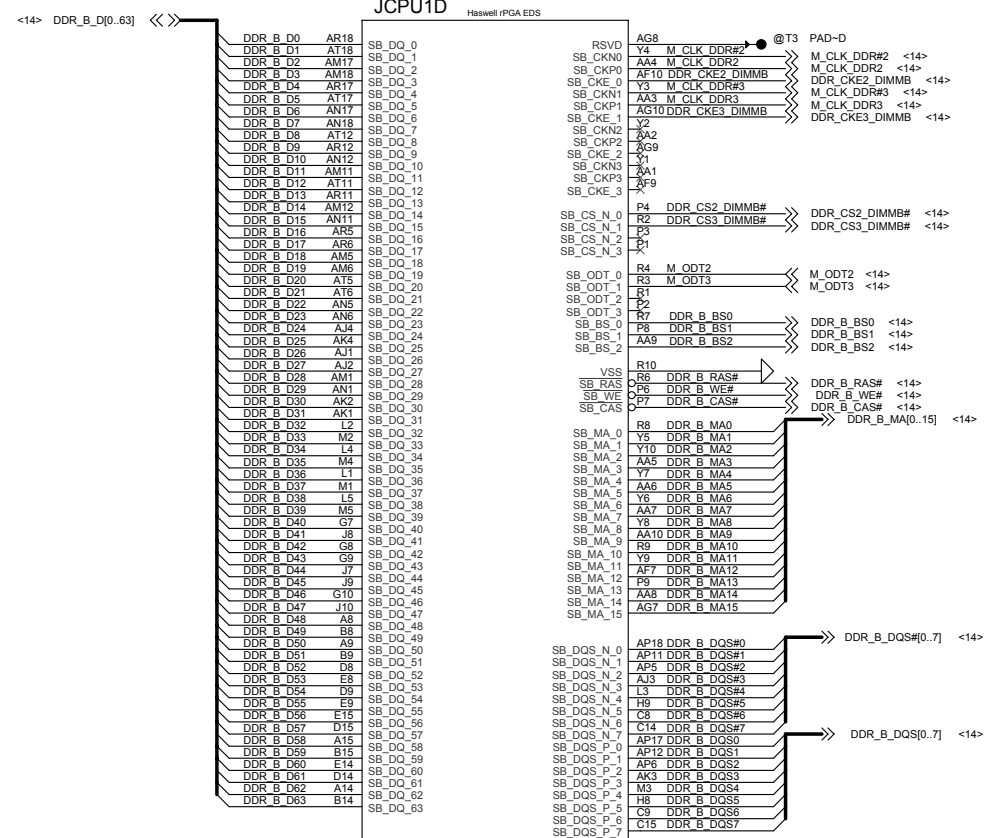 JCPU1D
Haswell rPGA EDS
<14> DDR_B_D[0..63]
DDR_B_D0 AR18 SB_DQ_0
DDR_B_D1 AT18 SB_DQ_1
DDR_B_D2 AM17 SB_DQ_2
DDR_B_D3 AM18 SB_DQ_3
DDR_B_D4 AR17 SB_DQ_4
DDR_B_D5 AT17 SB_DQ_5
DDR_B_D6 AN17 SB_DQ_6
DDR_B_D7 AN18 SB_DQ_7
DDR_B_D8 AT12 SB_DQ_8
DDR_B_D9 AR12 SB_DQ_9
DDR_B_D10 AN12 SB_DQ_10
DDR_B_D11 AM11 SB_DQ_11
DDR_B_D12 AT11 SB_DQ_12
DDR_B_D13 AR11 SB_DQ_13
DDR_B_D14 AM12 SB_DQ_14
DDR_B_D15 AN11 SB_DQ_15
DDR_B_D16 AR5 SB_DQ_16
DDR_B_D17 AR6 SB_DQ_17
DDR_B_D18 AM5 SB_DQ_18
DDR_B_D19 AM6 SB_DQ_19
DDR_B_D20 AT5 SB_DQ_20
DDR_B_D21 AT6 SB_DQ_21
DDR_B_D22 AN5 SB_DQ_22
DDR_B_D23 AN6 SB_DQ_23
DDR_B_D24 AJ4 SB_DQ_24
DDR_B_D25 AK4 SB_DQ_25
DDR_B_D26 AJ1 SB_DQ_26
DDR_B_D27 AJ2 SB_DQ_27
DDR_B_D28 AM1 SB_DQ_28
DDR_B_D29 AN1 SB_DQ_29
DDR_B_D30 AK2 SB_DQ_30
DDR_B_D31 AK1 SB_DQ_31
DDR_B_D32 L2 SB_DQ_32
DDR_B_D33 M2 SB_DQ_33
DDR_B_D34 L4 SB_DQ_34
DDR_B_D35 M4 SB_DQ_35
DDR_B_D36 L1 SB_DQ_36
DDR_B_D37 M1 SB_DQ_37
DDR_B_D38 L5 SB_DQ_38
DDR_B_D39 M5 SB_DQ_39
DDR_B_D40 G7 SB_DQ_40
DDR_B_D41 J8 SB_DQ_41
DDR_B_D42 G8 SB_DQ_42
DDR_B_D43 G9 SB_DQ_43
DDR_B_D44 J7 SB_DQ_44
DDR_B_D45 J9 SB_DQ_45
DDR_B_D46 G10 SB_DQ_46
DDR_B_D47 J10 SB_DQ_47
DDR_B_D48 A8 SB_DQ_48
DDR_B_D49 B8 SB_DQ_49
DDR_B_D50 A9 SB_DQ_50
DDR_B_D51 B9 SB_DQ_51
DDR_B_D52 D8 SB_DQ_52
DDR_B_D53 E8 SB_DQ_53
DDR_B_D54 D9 SB_DQ_54
DDR_B_D55 E9 SB_DQ_55
DDR_B_D56 E15 SB_DQ_56
DDR_B_D57 D15 SB_DQ_57
DDR_B_D58 A15 SB_DQ_58
DDR_B_D59 B15 SB_DQ_59
DDR_B_D60 E14 SB_DQ_60
DDR_B_D61 D14 SB_DQ_61
DDR_B_D62 A14 SB_DQ_62
DDR_B_D63 B14 SB_DQ_63
RSVD AG8 @T3 PAD~D
SB_CKN0 Y4 M_CLK_DDR#2 M_CLK_DDR#2 <14>
SB_CKP0 AA4 M_CLK_DDR2 M_CLK_DDR2 <14>
SB_CKE_0 AF10 DDR_CKE2_DIMMB DDR_CKE2_DIMMB <14>
SB_CKN1 Y3 M_CLK_DDR#3 M_CLK_DDR#3 <14>
SB_CKP1 AA3 M_CLK_DDR3 M_CLK_DDR3 <14>
SB_CKE_1 AG10 DDR_CKE3_DIMMB DDR_CKE3_DIMMB <14>
SB_CKN2 Y2
SB_CKP2 AA2
SB_CKE_2 AG9
SB_CKN3 Y1
SB_CKP3 AA1
SB_CKE_3 AF9
SB_CS_N_0 P4 DDR_CS2_DIMMB# DDR_CS2_DIMMB# <14>
SB_CS_N_1 R2 DDR_CS3_DIMMB# DDR_CS3_DIMMB# <14>
SB_CS_N_2 P3
SB_CS_N_3 P1
SB_ODT_0 R4 M_ODT2 M_ODT2 <14>
SB_ODT_1 R3 M_ODT3 M_ODT3 <14>
SB_ODT_2 R1
SB_ODT_3 P2
SB_BS_0 R7 DDR_B_BS0 DDR_B_BS0 <14>
SB_BS_1 P8 DDR_B_BS1 DDR_B_BS1 <14>
SB_BS_2 AA9 DDR_B_BS2 DDR_B_BS2 <14>
VSS R10
SB_RAS R6 DDR_B_RAS# DDR_B_RAS# <14>
SB_WE P6 DDR_B_WE# DDR_B_WE# <14>
SB_CAS P7 DDR_B_CAS# DDR_B_CAS# <14>
DDR_B_MA[0..15] <14>
SB_MA_0 R8 DDR_B_MA0
SB_MA_1 Y5 DDR_B_MA1
SB_MA_2 Y10 DDR_B_MA2
SB_MA_3 AA5 DDR_B_MA3
SB_MA_4 Y7 DDR_B_MA4
SB_MA_5 AA6 DDR_B_MA5
SB_MA_6 Y6 DDR_B_MA6
SB_MA_7 AA7 DDR_B_MA7
SB_MA_8 Y8 DDR_B_MA8
SB_MA_9 AA10 DDR_B_MA9
SB_MA_10 R9 DDR_B_MA10
SB_MA_11 Y9 DDR_B_MA11
SB_MA_12 AF7 DDR_B_MA12
SB_MA_13 P9 DDR_B_MA13
SB_MA_14 AA8 DDR_B_MA14
SB_MA_15 AG7 DDR_B_MA15
DDR_B_DQS#[0..7] <14>
SB_DQS_N_0 AP18 DDR_B_DQS#0
SB_DQS_N_1 AP11 DDR_B_DQS#1
SB_DQS_N_2 AP5 DDR_B_DQS#2
SB_DQS_N_3 AJ3 DDR_B_DQS#3
SB_DQS_N_4 L3 DDR_B_DQS#4
SB_DQS_N_5 H9 DDR_B_DQS#5
SB_DQS_N_6 C8 DDR_B_DQS#6
SB_DQS_N_7 C14 DDR_B_DQS#7
DDR_B_DQS[0..7] <14>
SB_DQS_P_0 AP17 DDR_B_DQS0
SB_DQS_P_1 AP12 DDR_B_DQS1
SB_DQS_P_2 AP6 DDR_B_DQS2
SB_DQS_P_3 AK3 DDR_B_DQS3
SB_DQS_P_4 M3 DDR_B_DQS4
SB_DQS_P_5 H8 DDR_B_DQS5
SB_DQS_P_6 C9 DDR_B_DQS6
SB_DQS_P_7 C15 DDR_B_DQS7